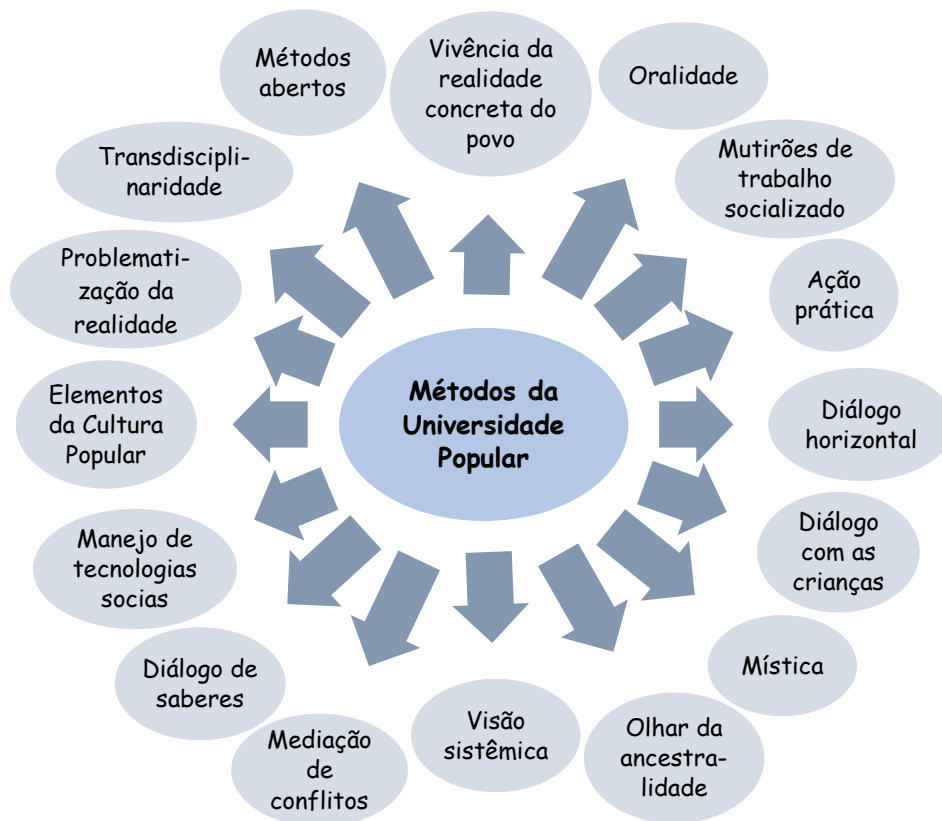 Métodos
abertos
Vivência da
realidade
concreta do
povo
Oralidade
Mutirões de
trabalho
socializado
Ação
prática
Diálogo
horizontal
Diálogo
com as
crianças
Mística
Olhar da
ancestra-
lidade
Visão
sistêmica
Mediação
de
conflitos
Diálogo de
saberes
Manejo de
tecnologias
socias
Elementos
da Cultura
Popular
Problemati-
zação da
realidade
Transdiscipli-
naridade
Métodos da
Universidade
Popular